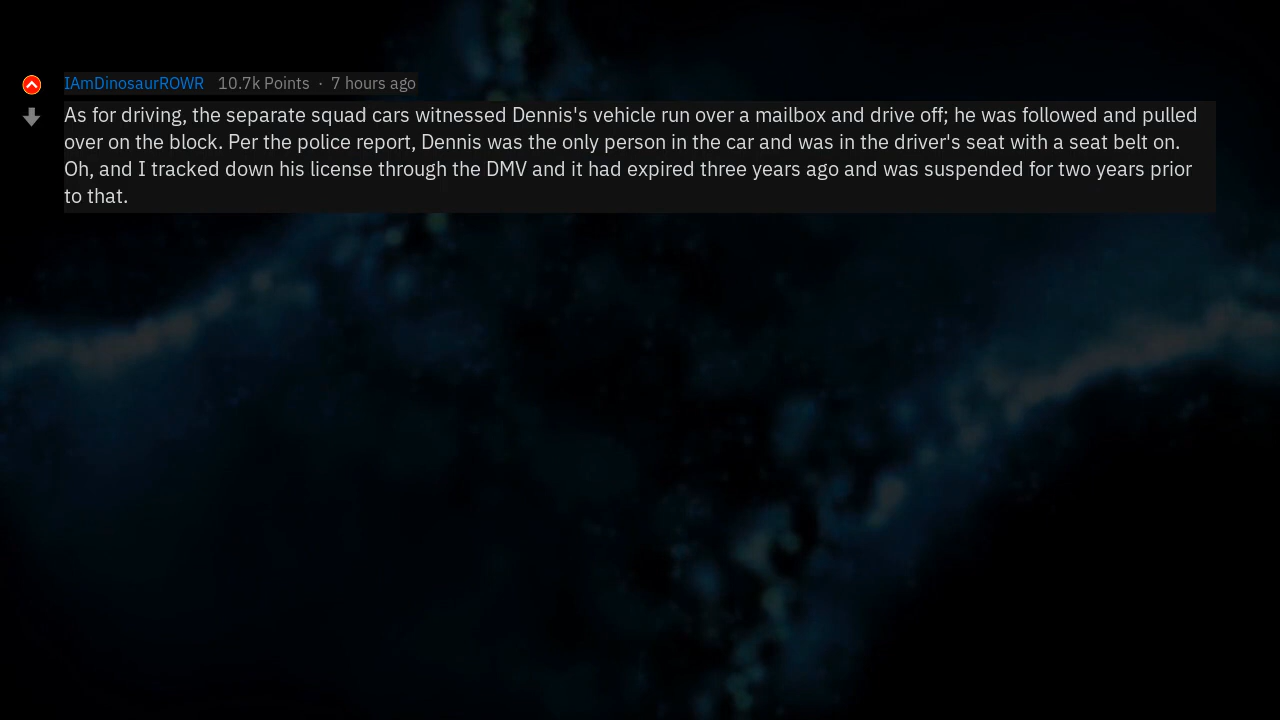 IAmDinosaurROWR 10.7k Points · 7 hours ago
As for driving, the separate squad cars witnessed Dennis's vehicle run over a mailbox and drive off; he was followed and pulled
over on the block. Per the police report, Dennis was the only person in the car and was in the driver's seat with a seat belt on.
Oh, and I tracked down his license through the DMV and it had expired three years ago and was suspended for two years prior
to that.